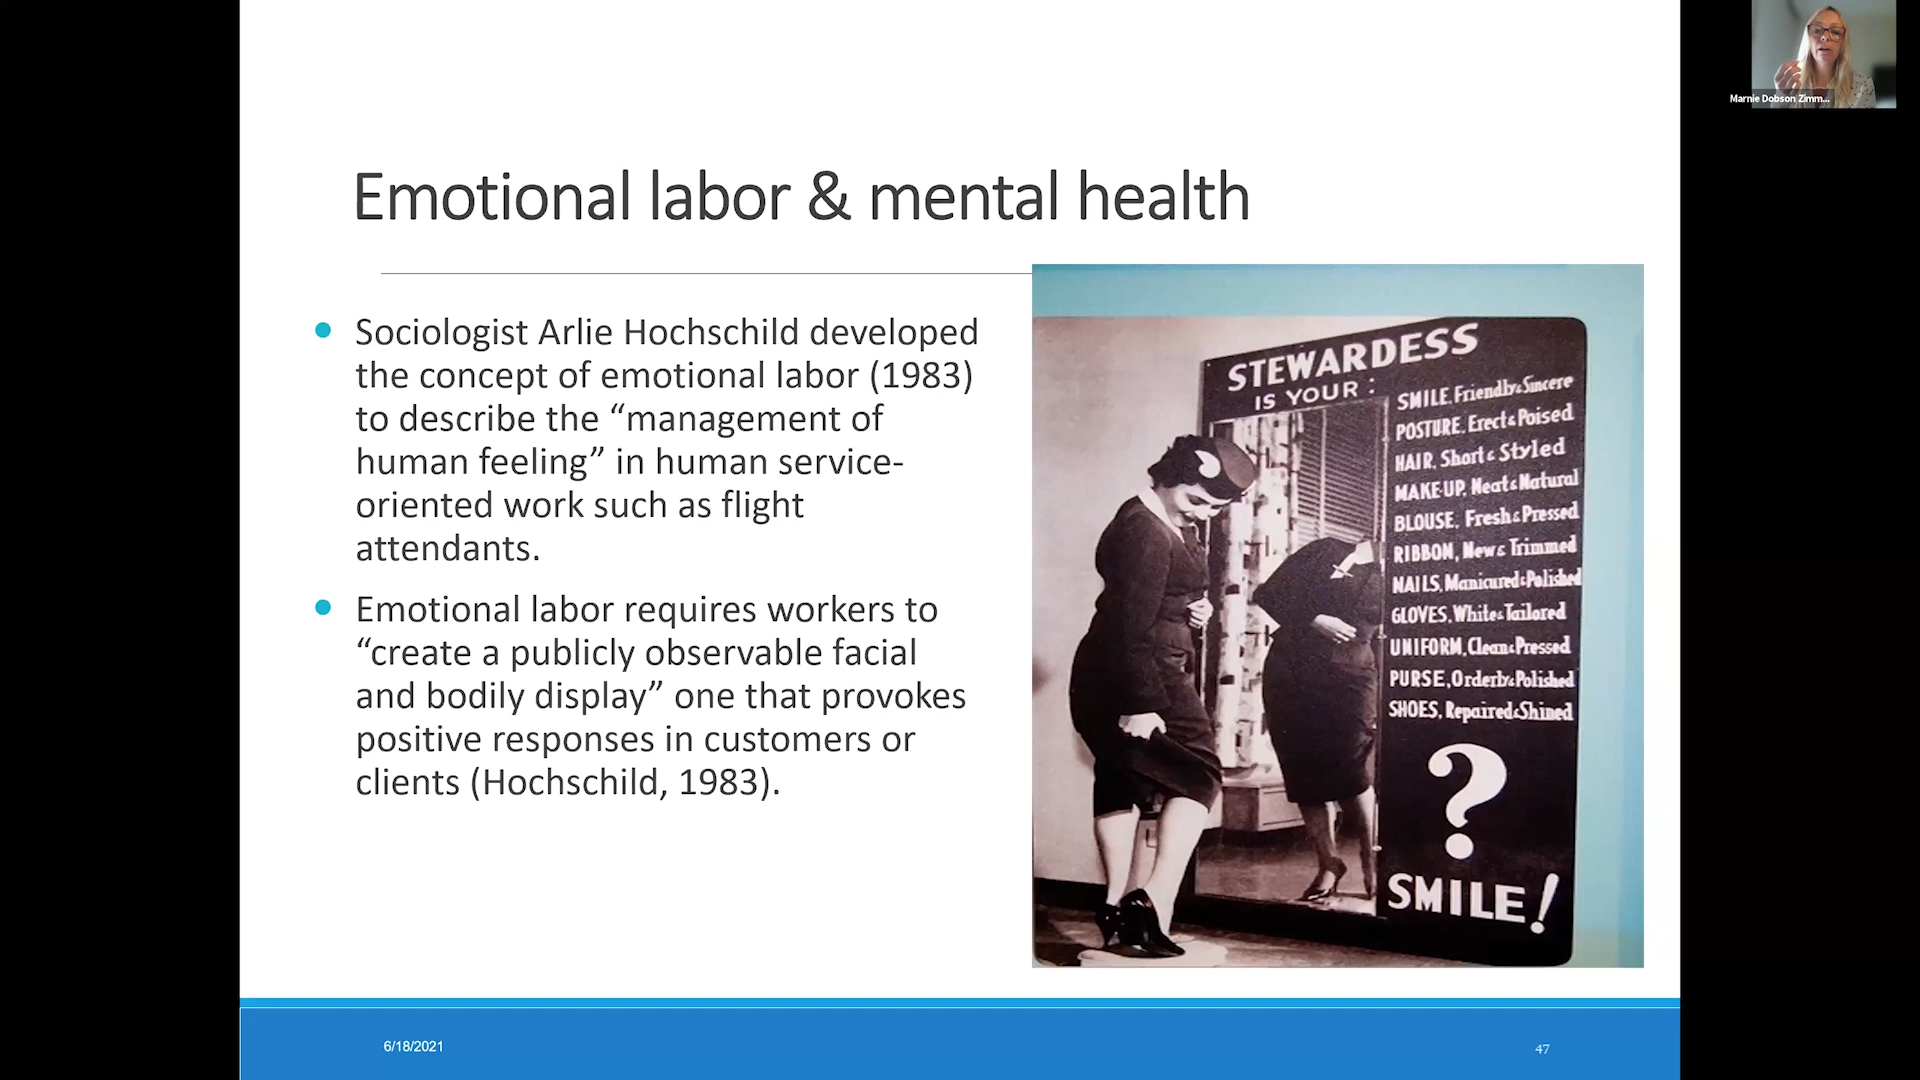 Marnie Dobson Zimm...
Emotional labor & mental health
Sociologist Arlie Hochschild developed
the concept of emotional labor (1983)
to describe the “management of
human feeling” in human service-
oriented work such as flight
attendants.
Emotional labor requires workers to
“create a publicly observable facial
and bodily display” one that provokes
positive responses in customers or
clients (Hochschild, 1983).
STEWARDESS
IS YOUR:
SMILE, Friendly & Sincere
POSTURE, Erect & Poised
HAIR, Short & Styled
MAKE-UP, Neat & Natural
BLOUSE, Fresh & Pressed
RIBBON, New & Trimmed
NAILS, Manicured & Polished
GLOVES, White & Tailored
UNIFORM, Clean & Pressed
PURSE, Orderly & Polished
SHOES, Repaired & Shined
?
SMILE!
6/18/2021
47